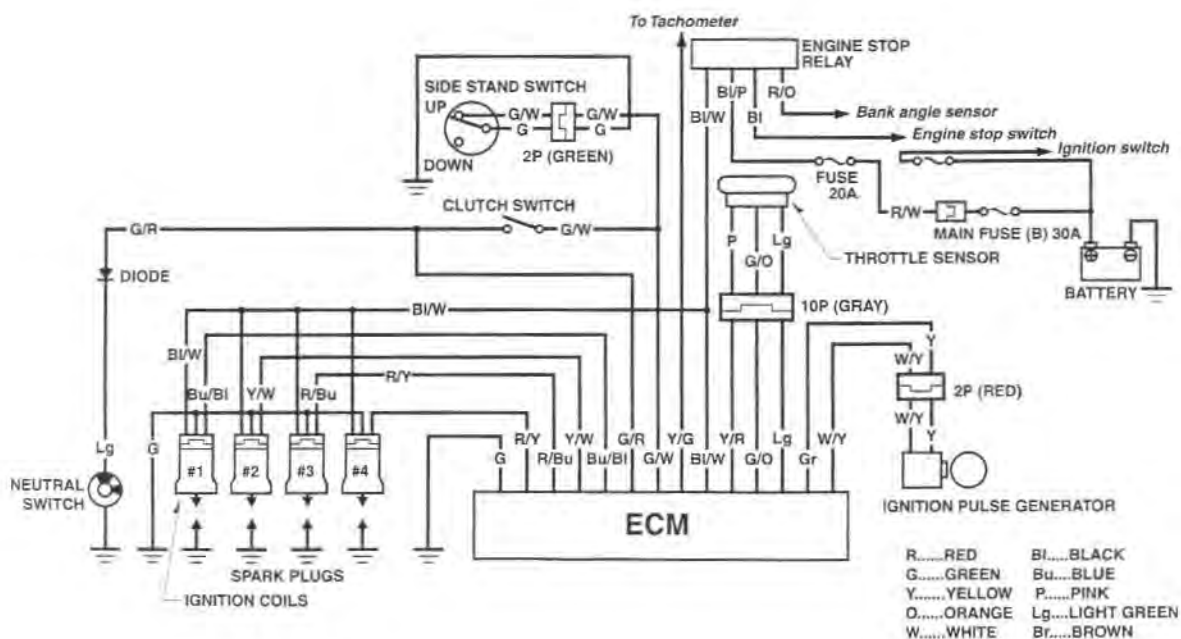 To Tachometer
ENGINE STOP
RELAY
Bl/P
R/O
Bl/W
Bl
Bank angle sensor
Engine stop switch
Ignition switch
SIDE STAND SWITCH
UP
G/W
G/W
G
G
DOWN
2P (GREEN)
FUSE
20A
R/W
MAIN FUSE (B) 30A
CLUTCH SWITCH
G/R
G/W
P
Lg
G/O
THROTTLE SENSOR
BATTERY
DIODE
10P (GRAY)
Bl/W
Bl/W
Y
W/Y
R/Y
Bu/Bl
Y/W
R/Bu
2P (RED)
W/Y
Y
Lg
G
#1
#2
#3
#4
G
R/Y
R/Bu
Y/W
Bu/Bl
G/R
G/W
Y/G
Bl/W
Y/R
G/O
Lg
Gr
W/Y
NEUTRAL
SWITCH
ECM
IGNITION PULSE GENERATOR
SPARK PLUGS
IGNITION COILS
R.....RED
Bl....BLACK
G......GREEN
Bu....BLUE
Y.......YELLOW
P.....PINK
O.....ORANGE
Lg....LIGHT GREEN
W.....WHITE
Br....BROWN